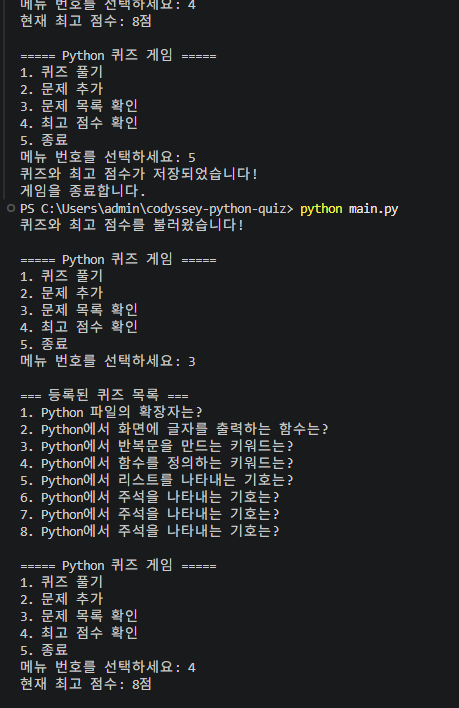 메뉴 번호를 선택하세요: 4
현재 최고 점수: 8점
===== Python 퀴즈 게임 =====
1. 퀴즈 풀기
2. 문제 추가
3. 문제 목록 확인
4. 최고 점수 확인
5. 종료
메뉴 번호를 선택하세요: 5
퀴즈와 최고 점수가 저장되었습니다!
게임을 종료합니다.
PS C:\Users\admin\codyssey-python-quiz> python main.py
퀴즈와 최고 점수를 불러왔습니다!
===== Python 퀴즈 게임 =====
1. 퀴즈 풀기
2. 문제 추가
3. 문제 목록 확인
4. 최고 점수 확인
5. 종료
메뉴 번호를 선택하세요: 3
=== 등록된 퀴즈 목록 ===
1. Python 파일의 확장자는?
2. Python에서 화면에 글자를 출력하는 함수는?
3. Python에서 반복문을 만드는 키워드는?
4. Python에서 함수를 정의하는 키워드는?
5. Python에서 리스트를 나타내는 기호는?
6. Python에서 주석을 나타내는 기호는?
7. Python에서 주석을 나타내는 기호는?
8. Python에서 주석을 나타내는 기호는?
===== Python 퀴즈 게임 =====
1. 퀴즈 풀기
2. 문제 추가
3. 문제 목록 확인
4. 최고 점수 확인
5. 종료
메뉴 번호를 선택하세요: 4
현재 최고 점수: 8점